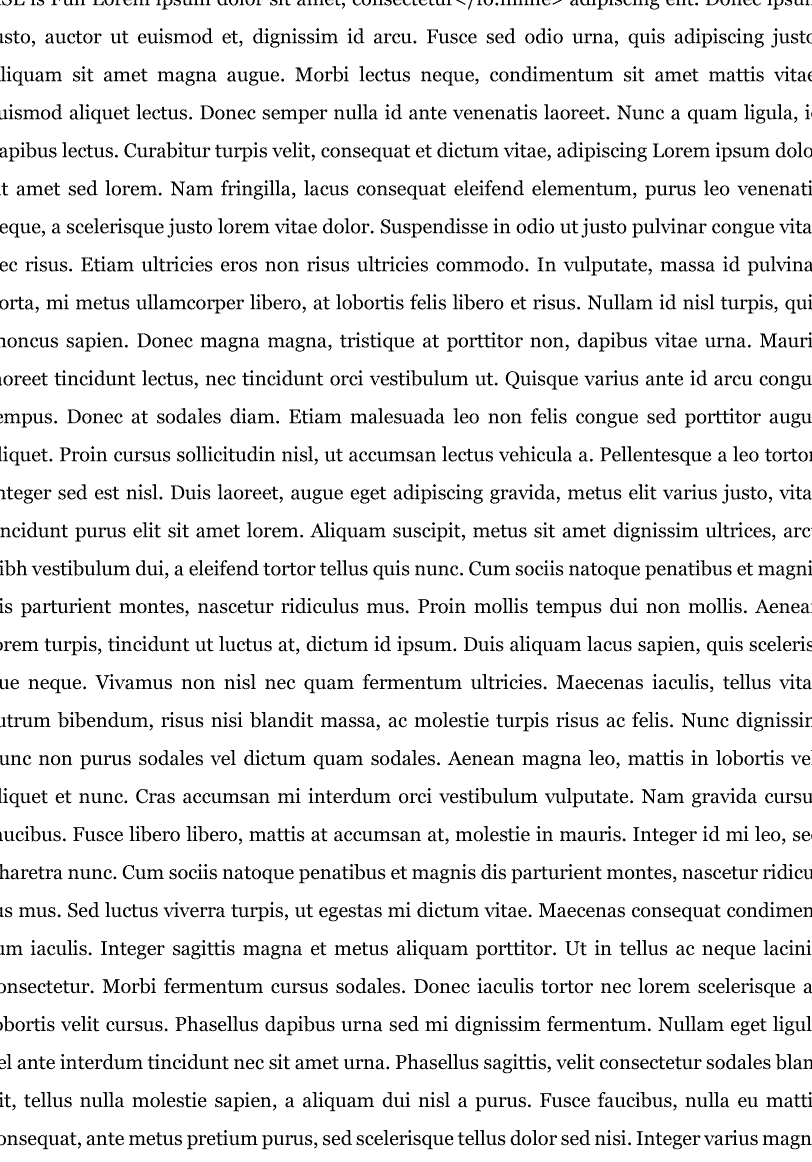 SL is Fun Lorem ipsum dolor sit amet, consectetur</fo:inline> adipiscing elit. Donec ipsum
usto, auctor ut euismod et, dignissim id arcu. Fusce sed odio urna, quis adipiscing justo
liquam sit amet magna augue. Morbi lectus neque, condimentum sit amet mattis vitae
uismod aliquet lectus. Donec semper nulla id ante venenatis laoreet. Nunc a quam ligula, i
apibus lectus. Curabitur turpis velit, consequat et dictum vitae, adipiscing Lorem ipsum dolo
it amet sed lorem. Nam fringilla, lacus consequat eleifend elementum, purus leo venenati
eque, a scelerisque justo lorem vitae dolor. Suspendisse in odio ut justo pulvinar congue vita
ec risus. Etiam ultricies eros non risus ultricies commodo. In vulputate, massa id pulvina
orta, mi metus ullamcorper libero, at lobortis felis libero et risus. Nullam id nisl turpis, qui
honcus sapien. Donec magna magna, tristique at porttitor non, dapibus vitae urna. Mauri
aoreet tincidunt lectus, nec tincidunt orci vestibulum ut. Quisque varius ante id arcu congu
empus. Donec at sodales diam. Etiam malesuada leo non felis congue sed porttitor augu
liquet. Proin cursus sollicitudin nisl, ut accumsan lectus vehicula a. Pellentesque a leo tortor
nteger sed est nisl. Duis laoreet, augue eget adipiscing gravida, metus elit varius justo, vita
incidunt purus elit sit amet lorem. Aliquam suscipit, metus sit amet dignissim ultrices, arc
ibh vestibulum dui, a eleifend tortor tellus quis nunc. Cum sociis natoque penatibus et magni
is parturient montes, nascetur ridiculus mus. Proin mollis tempus dui non mollis. Aenean
orem turpis, tincidunt ut luctus at, dictum id ipsum. Duis aliquam lacus sapien, quis sceleris
ue neque. Vivamus non nisl nec quam fermentum ultricies. Maecenas iaculis, tellus vita
utrum bibendum, risus nisi blandit massa, ac molestie turpis risus ac felis. Nunc dignissim
unc non purus sodales vel dictum quam sodales. Aenean magna leo, mattis in lobortis vel
liquet et nunc. Cras accumsan mi interdum orci vestibulum vulputate. Nam gravida cursu
aucibus. Fusce libero libero, mattis at accumsan at, molestie in mauris. Integer id mi leo, sed
haretra nunc. Cum sociis natoque penatibus et magnis dis parturient montes, nascetur ridicu
us mus. Sed luctus viverra turpis, ut egestas mi dictum vitae. Maecenas consequat condimen
um iaculis. Integer sagittis magna et metus aliquam porttitor. Ut in tellus ac neque lacini
onsectetur. Morbi fermentum cursus sodales. Donec iaculis tortor nec lorem scelerisque a
obortis velit cursus. Phasellus dapibus urna sed mi dignissim fermentum. Nullam eget ligul
el ante interdum tincidunt nec sit amet urna. Phasellus sagittis, velit consectetur sodales blan
it, tellus nulla molestie sapien, a aliquam dui nisl a purus. Fusce faucibus, nulla eu matti
onsequat, ante metus pretium purus, sed scelerisque tellus dolor sed nisi. Integer varius magn